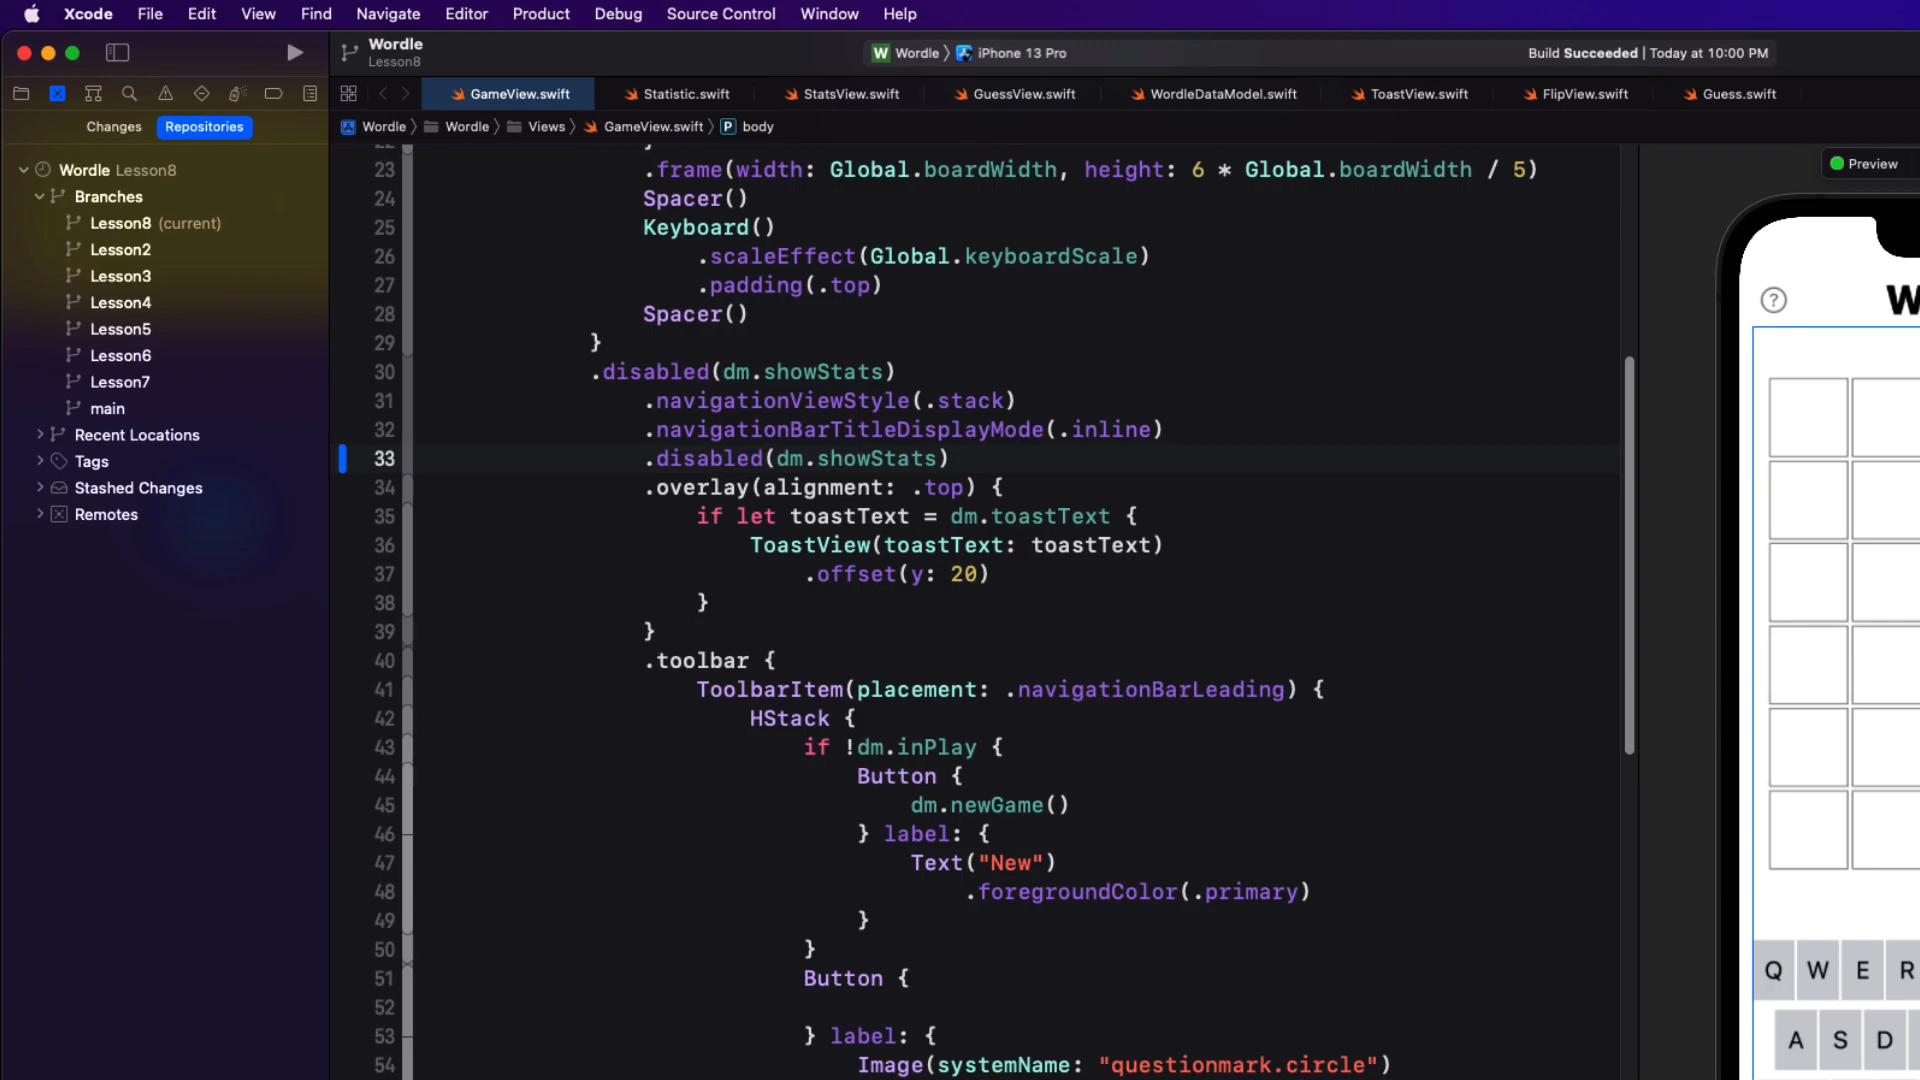 Xcode File Edit View Find Navigate Editor Product Debug Source Control Window Help
Wordle
Lesson8
W Wordle iPhone 13 Pro
Build Succeeded | Today at 10:00 PM
GameView.swift Statistic.swift StatsView.swift GuessView.swift WordleDataModel.swift ToastView.swift FlipView.swift Guess.swift
Changes Repositories
Wordle Wordle Views GameView.swift P body
Wordle Lesson8
Branches
Lesson8 (current)
Lesson2
Lesson3
Lesson4
Lesson5
Lesson6
Lesson7
main
Recent Locations
Tags
Stashed Changes
Remotes
23 .frame(width: Global.boardWidth, height: 6 * Global.boardWidth / 5)
24 Spacer()
25 Keyboard()
26 .scaleEffect(Global.keyboardScale)
27 .padding(.top)
28 Spacer()
29 }
30 .disabled(dm.showStats)
31 .navigationViewStyle(.stack)
32 .navigationBarTitleDisplayMode(.inline)
33 .disabled(dm.showStats)
34 .overlay(alignment: .top) {
35 if let toastText = dm.toastText {
36 ToastView(toastText: toastText)
37 .offset(y: 20)
38 }
39 }
40 .toolbar {
41 ToolbarItem(placement: .navigationBarLeading) {
42 HStack {
43 if !dm.inPlay {
44 Button {
45 dm.newGame()
46 } label: {
47 Text("New")
48 .foregroundColor(.primary)
49 }
50 }
51 Button {
52
53 } label: {
54 Image(systemName: "questionmark.circle")
Preview
? W
Q W E R
A S D